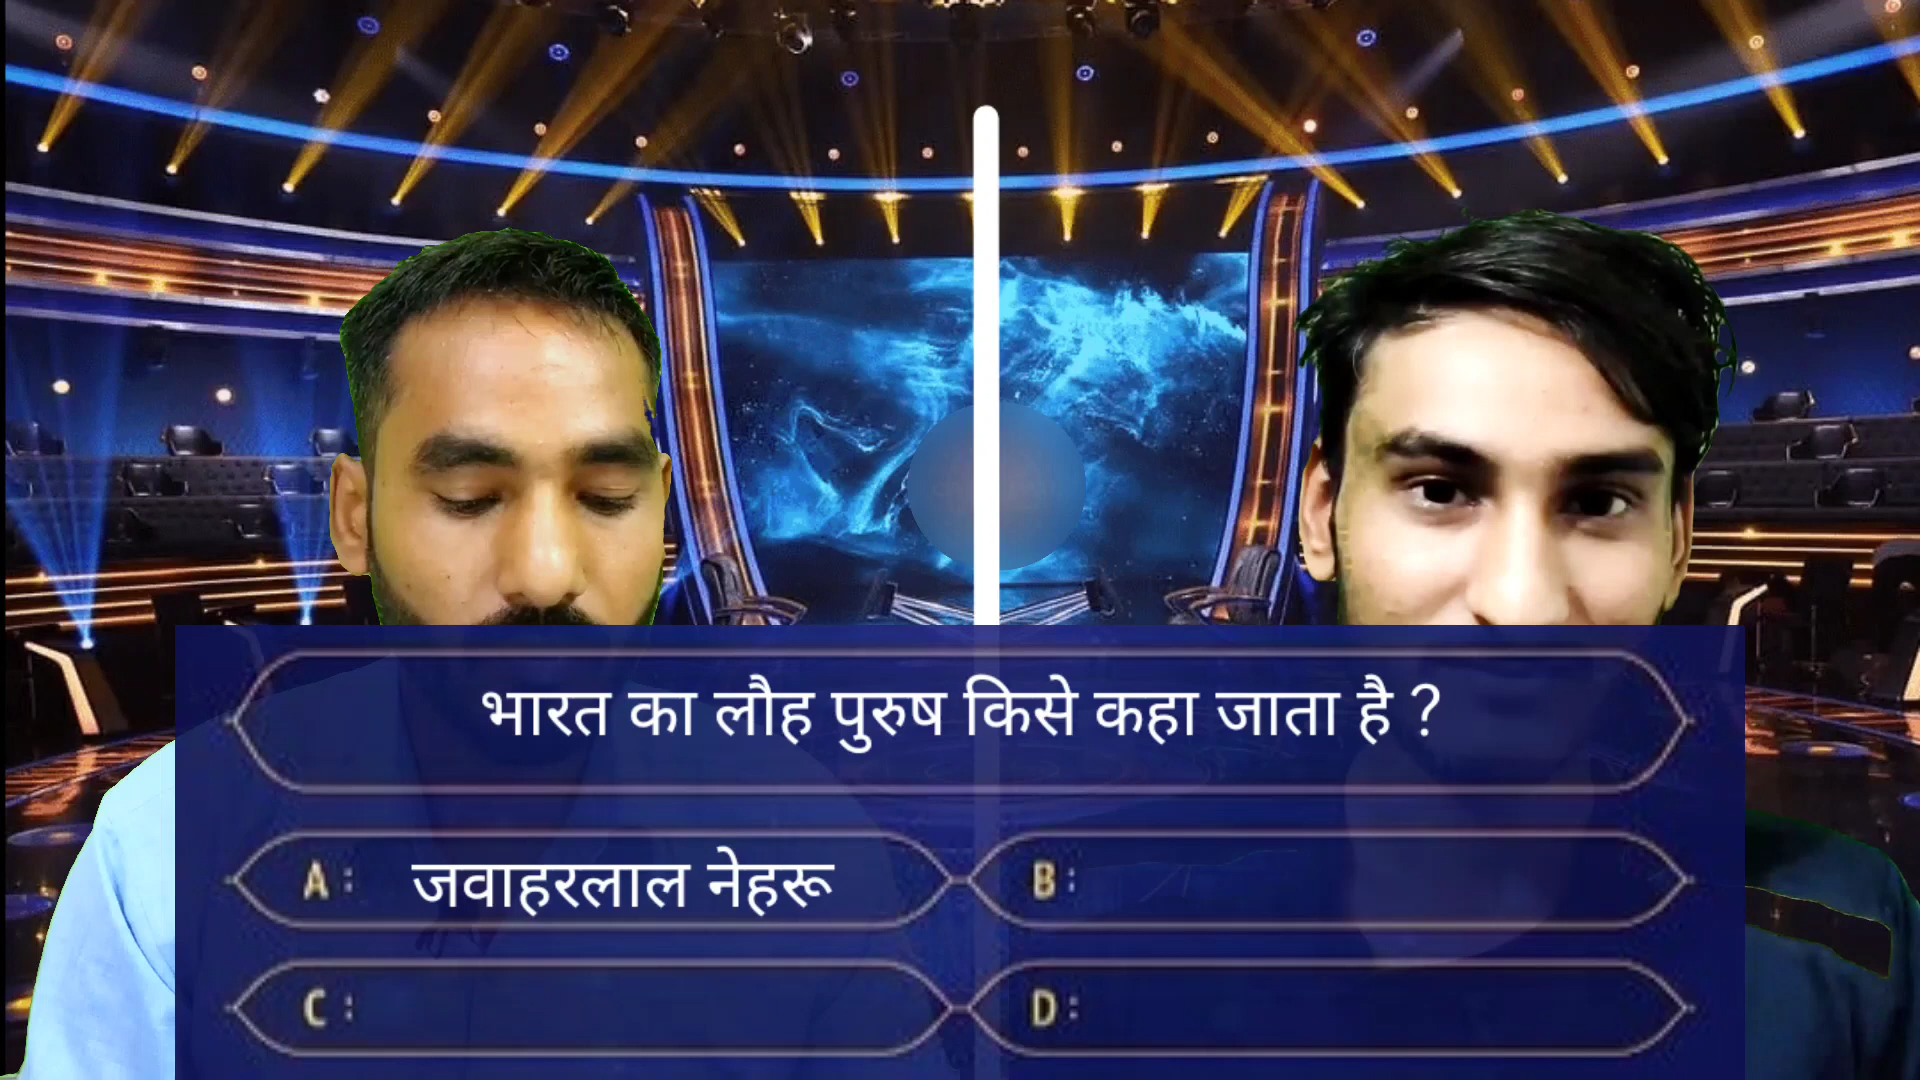 भारत का लौह पुरुष किसे कहा जाता है ?
A : जवाहरलाल नेहरू
B :
C :
D :